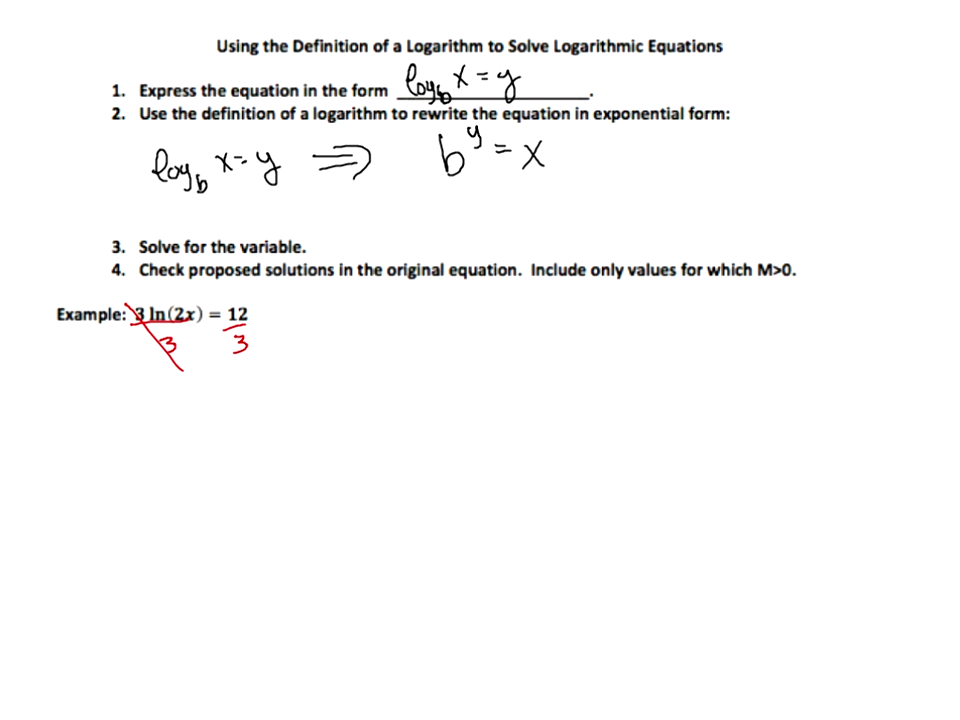 Using the Definition of a Logarithm to Solve Logarithmic Equations
1. Express the equation in the form log_b x = y.
2. Use the definition of a logarithm to rewrite the equation in exponential form:
log_b x = y ⇒ b^y = x
3. Solve for the variable.
4. Check proposed solutions in the original equation. Include only values for which M>0.
Example: 3 ln(2x) = 12
3 3